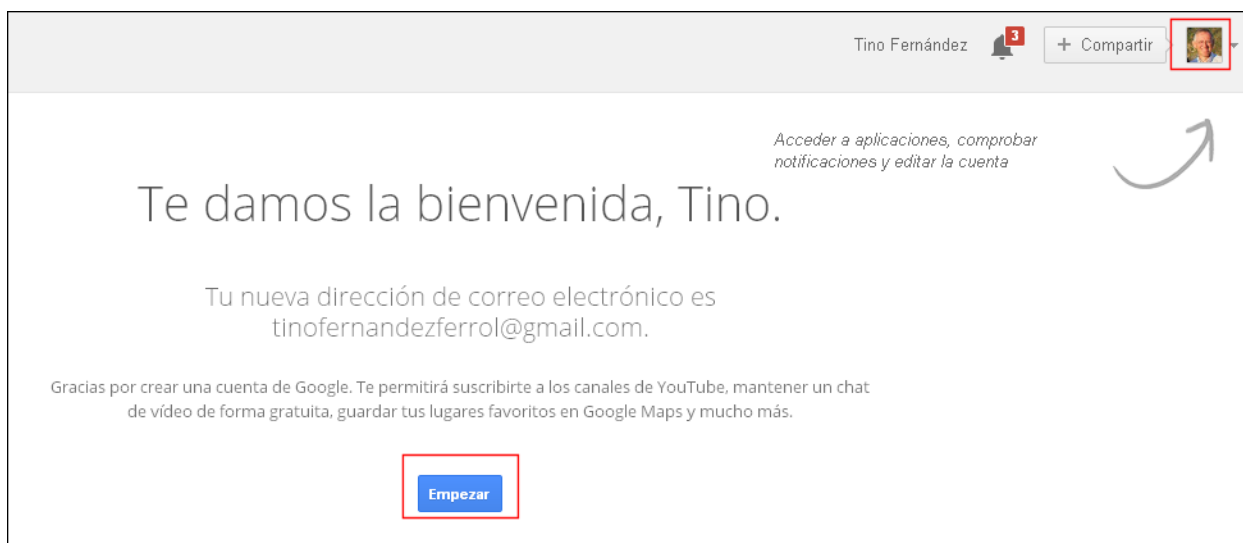 Tino Fernández
3
+ Compartir
Acceder a aplicaciones, comprobar
notificaciones y editar la cuenta
Te damos la bienvenida, Tino.
Tu nueva dirección de correo electrónico es
tinofernandezferrol@gmail.com.
Gracias por crear una cuenta de Google. Te permitirá suscribirte a los canales de YouTube, mantener un chat
de vídeo de forma gratuita, guardar tus lugares favoritos en Google Maps y mucho más.
Empezar